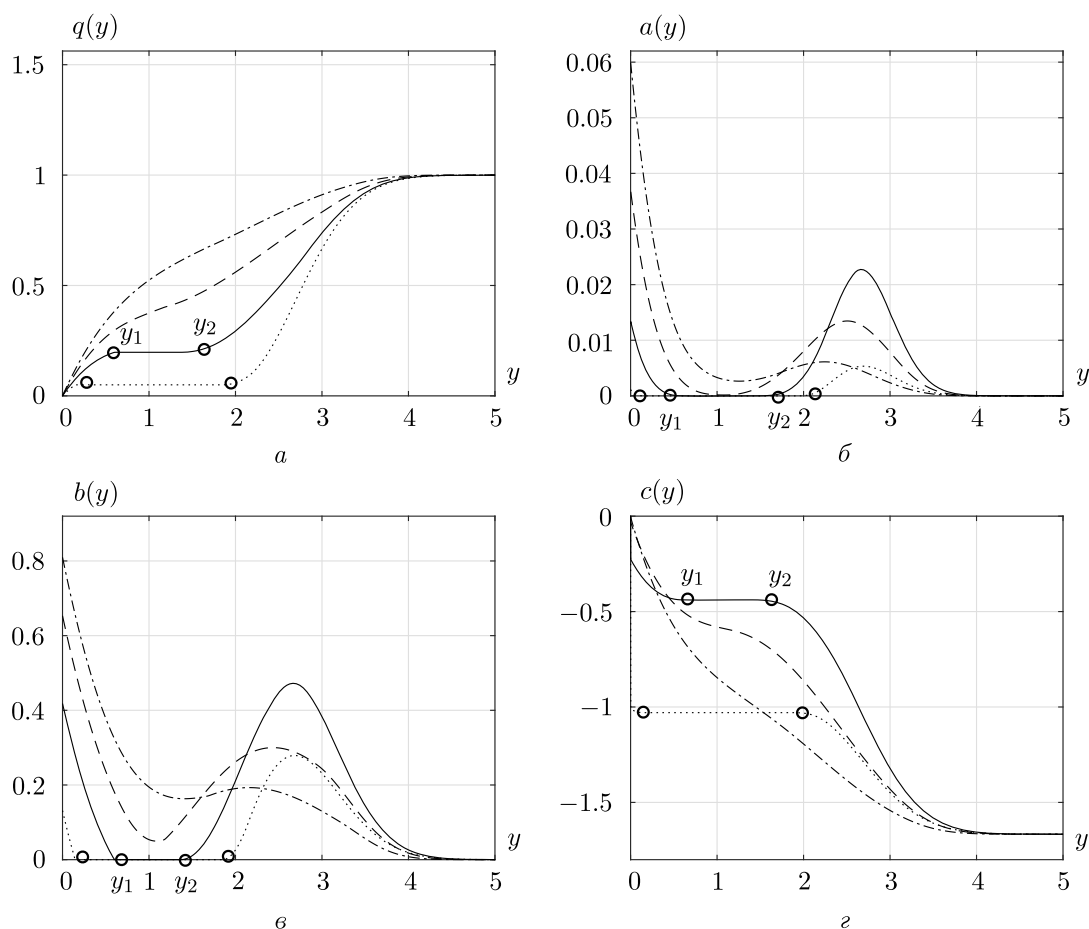 q(y)
1.5
1
0.5
0
y₁
y₂
y
0 1 2 3 4 5
а
a(y)
0.06
0.05
0.04
0.03
0.02
0.01
0
y
0 y₁ 1 y₂ 2 3 4 5
б
b(y)
0.8
0.6
0.4
0.2
0
y
0 y₁ 1 y₂ 2 3 4 5
в
c(y)
0
−0.5
−1
−1.5
y₁
y₂
y
0 1 2 3 4 5
г